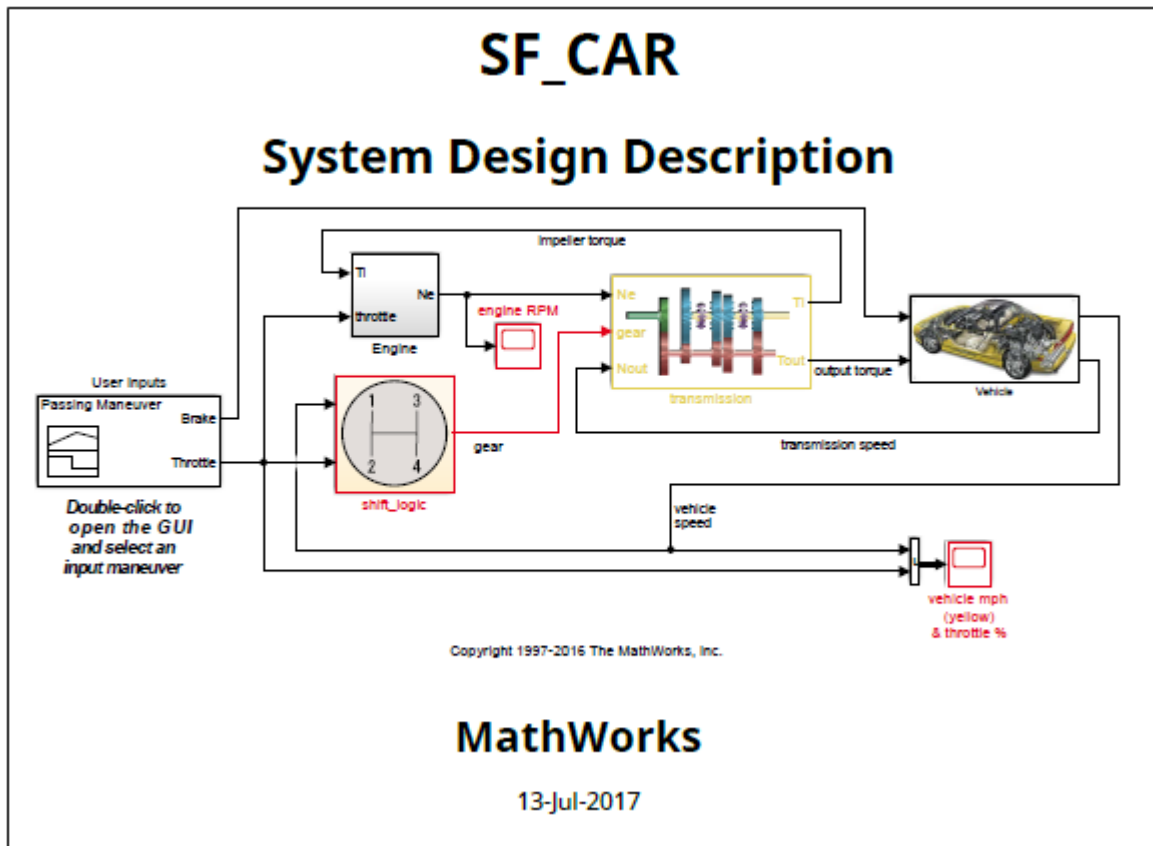 SF_CAR
System Design Description
impeller torque
Ti
Ne
throttle
Engine
engine RPM
Ne
gear
Nout
Ti
Tout
transmission
output torque
Vehicle
User Inputs
Passing Maneuver
Brake
Throttle
1 3
2 4
shift_logic
gear
transmission speed
Double-click to
open the GUI
and select an
input maneuver
vehicle
speed
vehicle mph
(yellow)
& throttle %
Copyright 1997-2016 The MathWorks, Inc.
MathWorks
13-Jul-2017